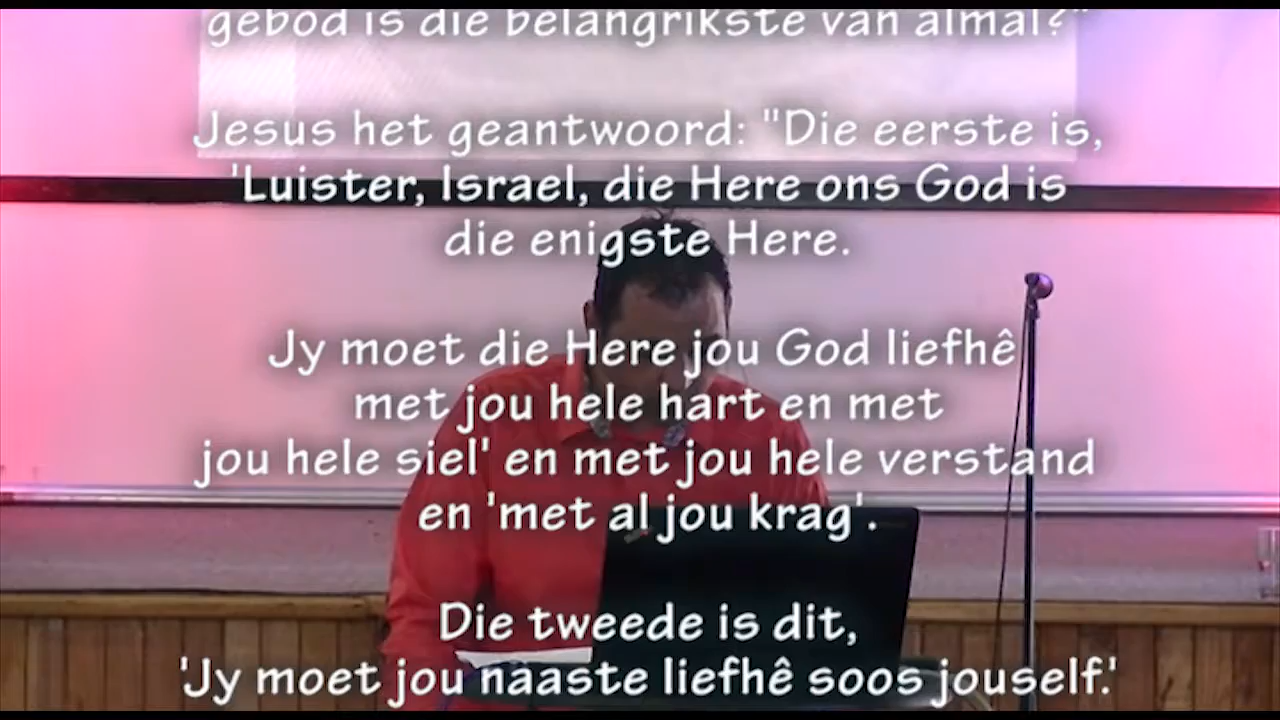 gebod is die belangrikste van almal?"
Jesus het geantwoord: "Die eerste is,
'Luister, Israel, die Here ons God is
die enigste Here.
Jy moet die Here jou God liefhê
met jou hele hart en met
jou hele siel' en met jou hele verstand
en 'met al jou krag'.
Die tweede is dit,
'Jy moet jou naaste liefhê soos jouself.'